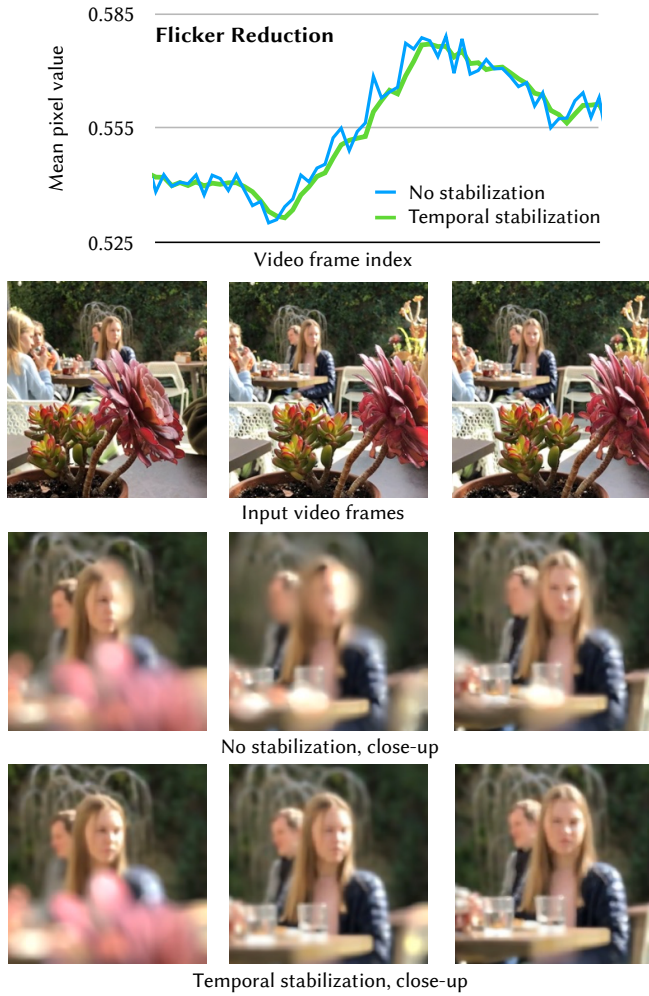 0.585
Flicker Reduction
Mean pixel value
0.555
No stabilization
Temporal stabilization
0.525
Video frame index
Input video frames
No stabilization, close-up
Temporal stabilization, close-up